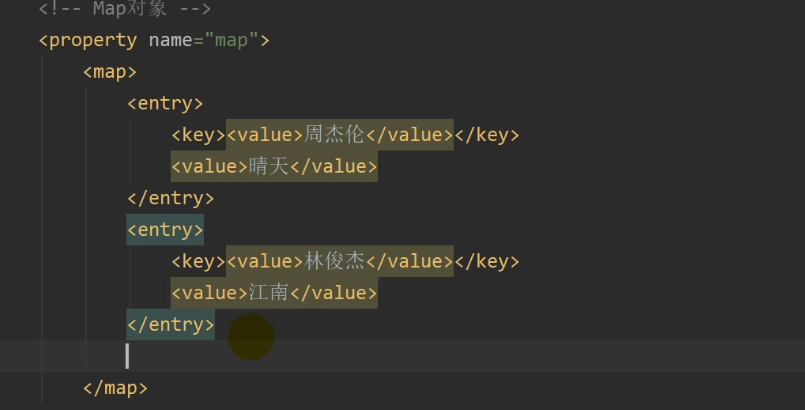 <!-- Map对象 -->
<property name="map">
<map>
<entry>
<key><value>周杰伦</value></key>
<value>晴天</value>
</entry>
<entry>
<key><value>林俊杰</value></key>
<value>江南</value>
</entry>
</map>